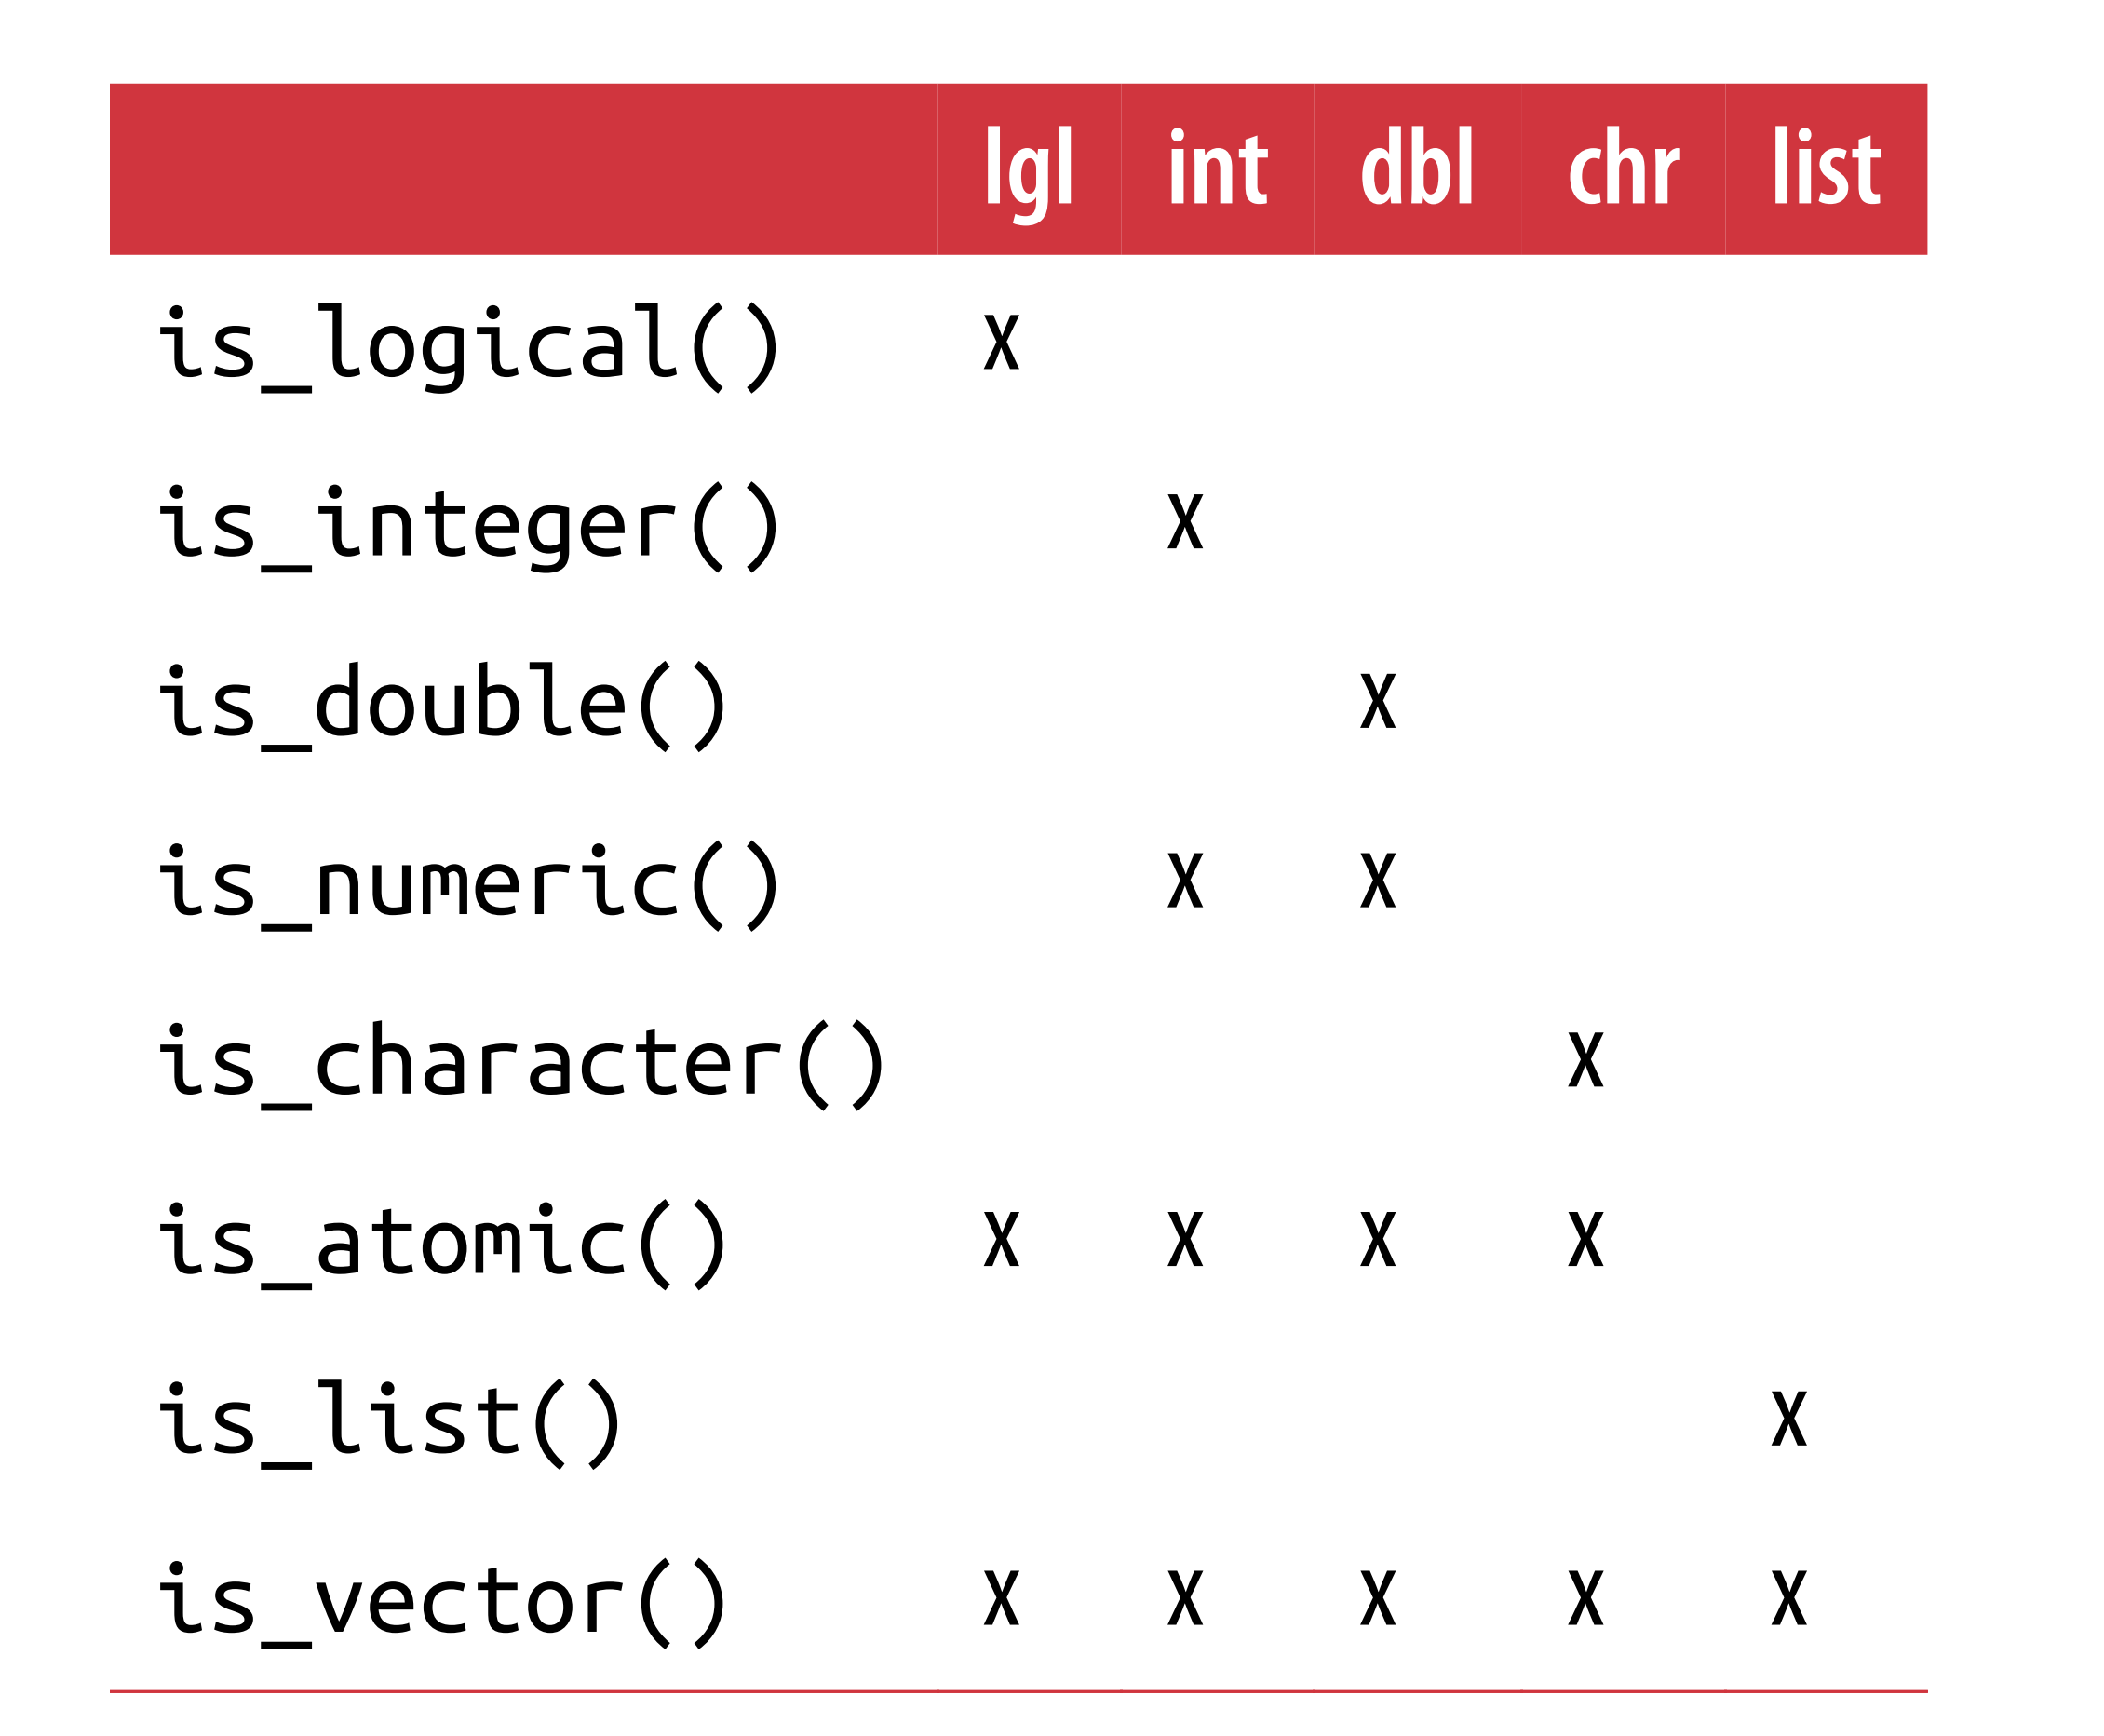 lgl int dbl chr list
is_logical() x
is_integer() x
is_double() x
is_numeric() x x
is_character() x
is_atomic() x x x x
is_list() x
is_vector() x x x x x